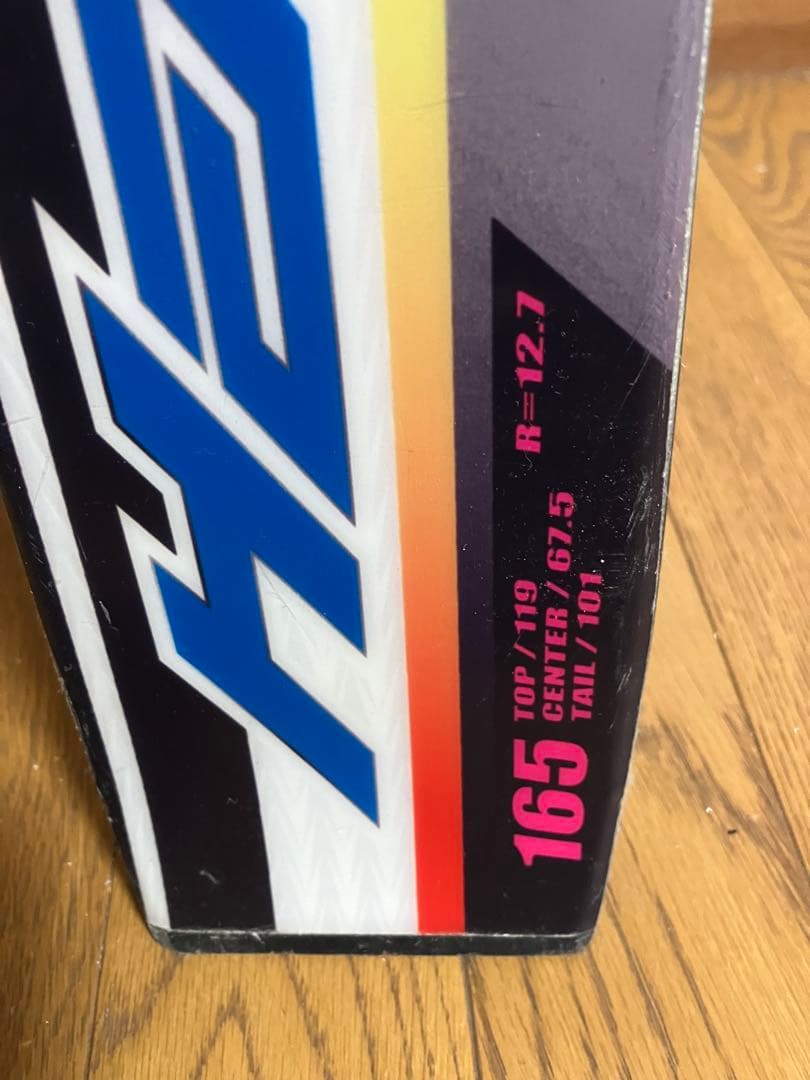 165
TOP / 119
CENTER / 67.5
TAIL / 101
R=12.7